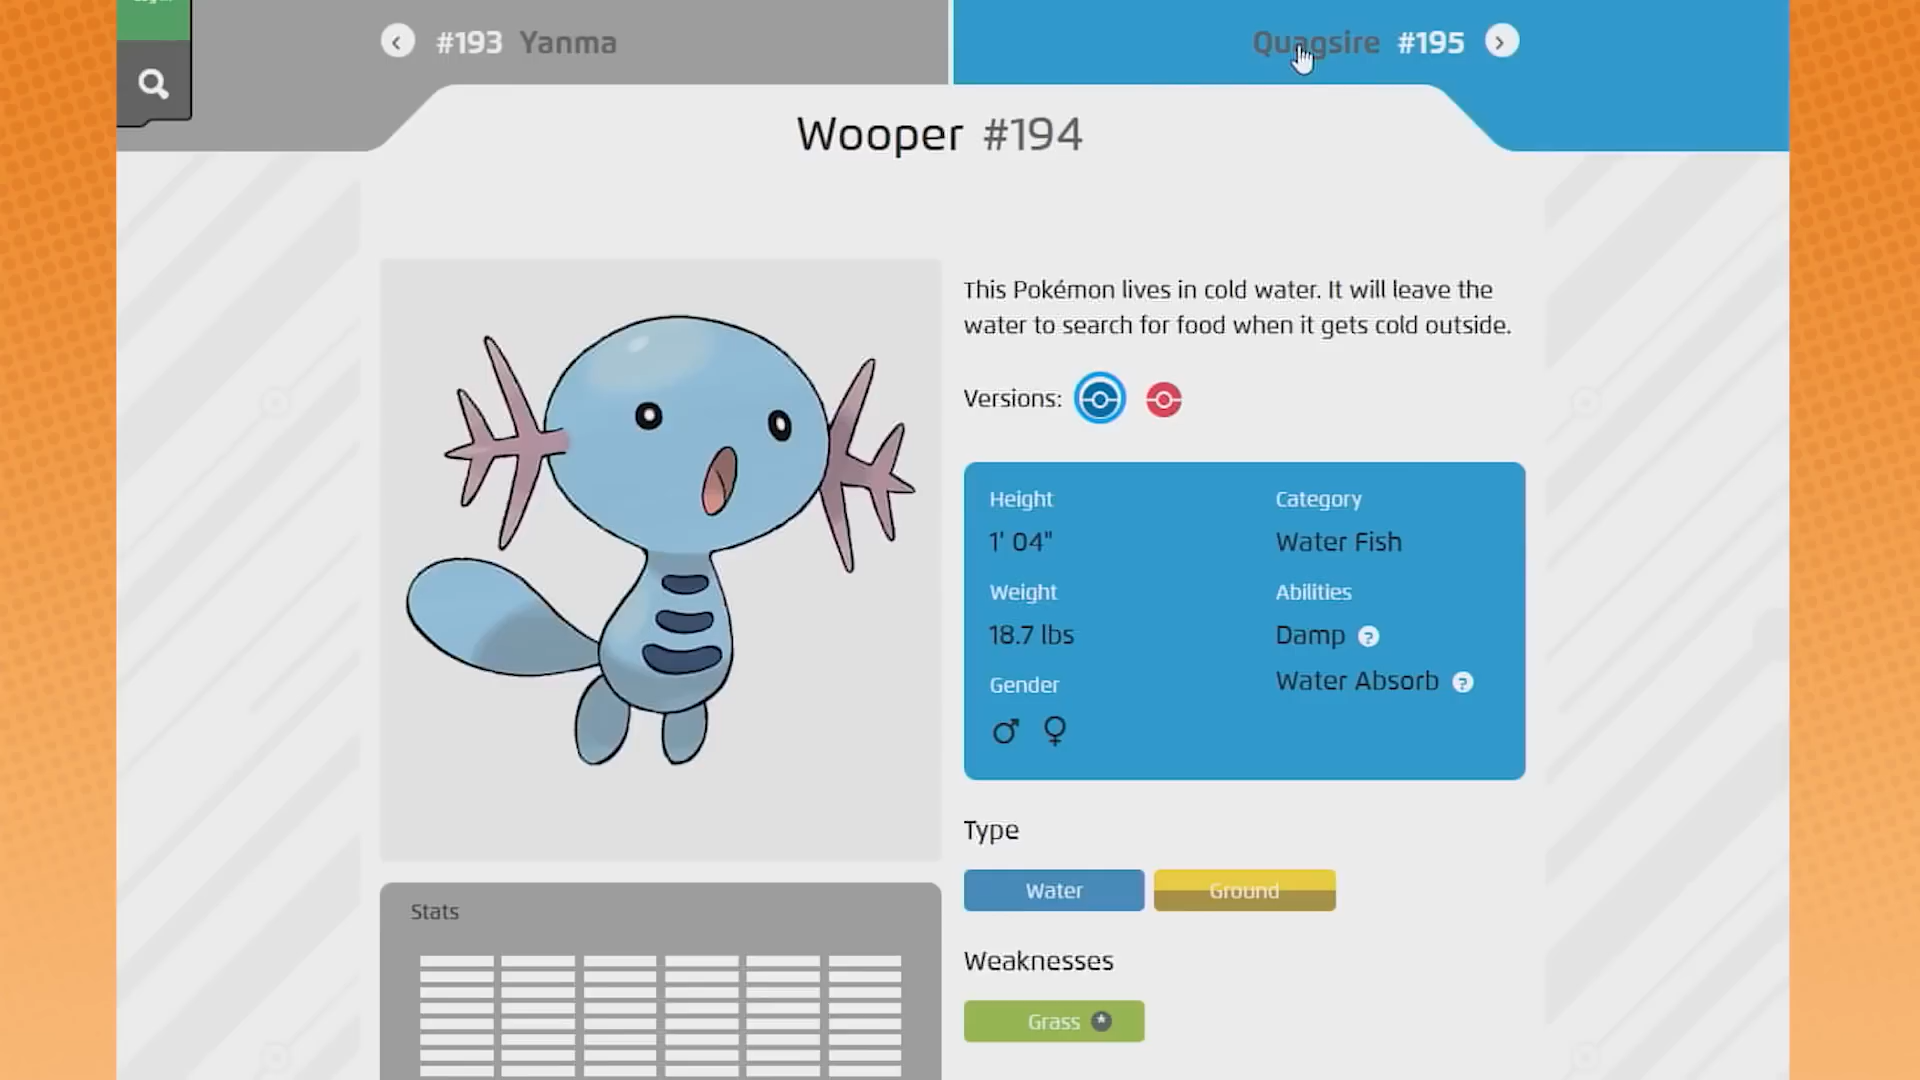 #193 Yanma
Quagsire #195
Wooper #194
This Pokémon lives in cold water. It will leave the
water to search for food when it gets cold outside.
Versions:
Height
1' 04"
Weight
18.7 lbs
Gender
♂ ♀
Category
Water Fish
Abilities
Damp ?
Water Absorb ?
Type
Water
Ground
Weaknesses
Grass *
Stats